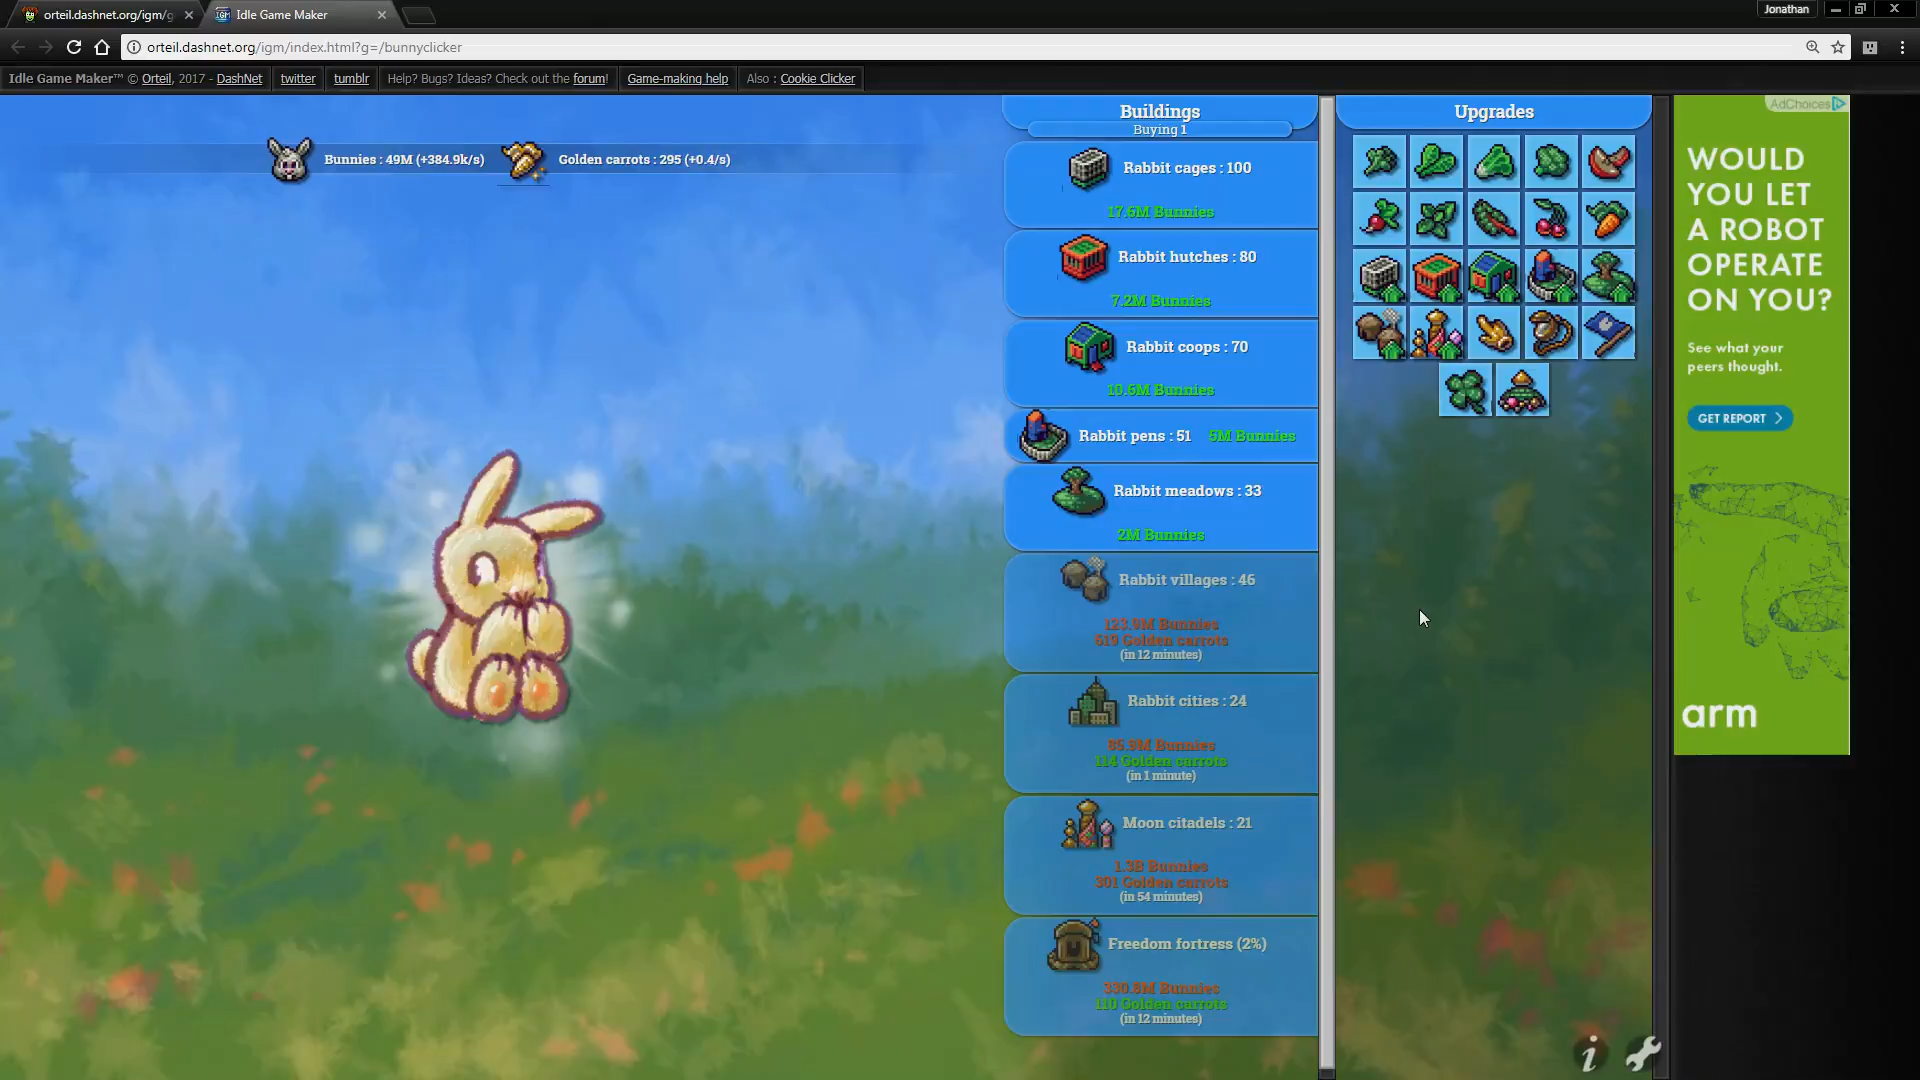 orteil.dashnet.org/igm/g
Idle Game Maker
Jonathan
orteil.dashnet.org/igm/index.html?g=/bunnyclicker
Idle Game Maker™ © Orteil, 2017 - DashNet
twitter
tumblr
Help? Bugs? Ideas? Check out the forum!
Game-making help
Also : Cookie Clicker
Bunnies : 49M (+384.9k/s)
Golden carrots : 295 (+0.4/s)
Buildings
Buying 1
Rabbit cages : 100
17.6M Bunnies
Rabbit hutches : 80
7.2M Bunnies
Rabbit coops : 70
10.6M Bunnies
Rabbit pens : 51
5M Bunnies
Rabbit meadows : 33
2M Bunnies
Rabbit villages : 46
123.9M Bunnies
619 Golden carrots
(in 12 minutes)
Rabbit cities : 24
85.9M Bunnies
114 Golden carrots
(in 1 minute)
Moon citadels : 21
1.3B Bunnies
301 Golden carrots
(in 54 minutes)
Freedom fortress (2%)
330.8M Bunnies
110 Golden carrots
(in 12 minutes)
Upgrades
AdChoices
WOULD
YOU LET
A ROBOT
OPERATE
ON YOU?
See what your
peers thought.
GET REPORT
arm